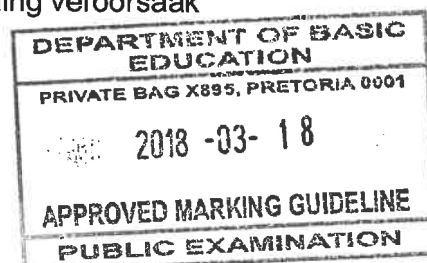 veroorsaak
DEPARTMENT OF BASIC
EDUCATION
PRIVATE BAG X895, PRETORIA 0001
2018 -03- 18
APPROVED MARKING GUIDELINE
PUBLIC EXAMINATION